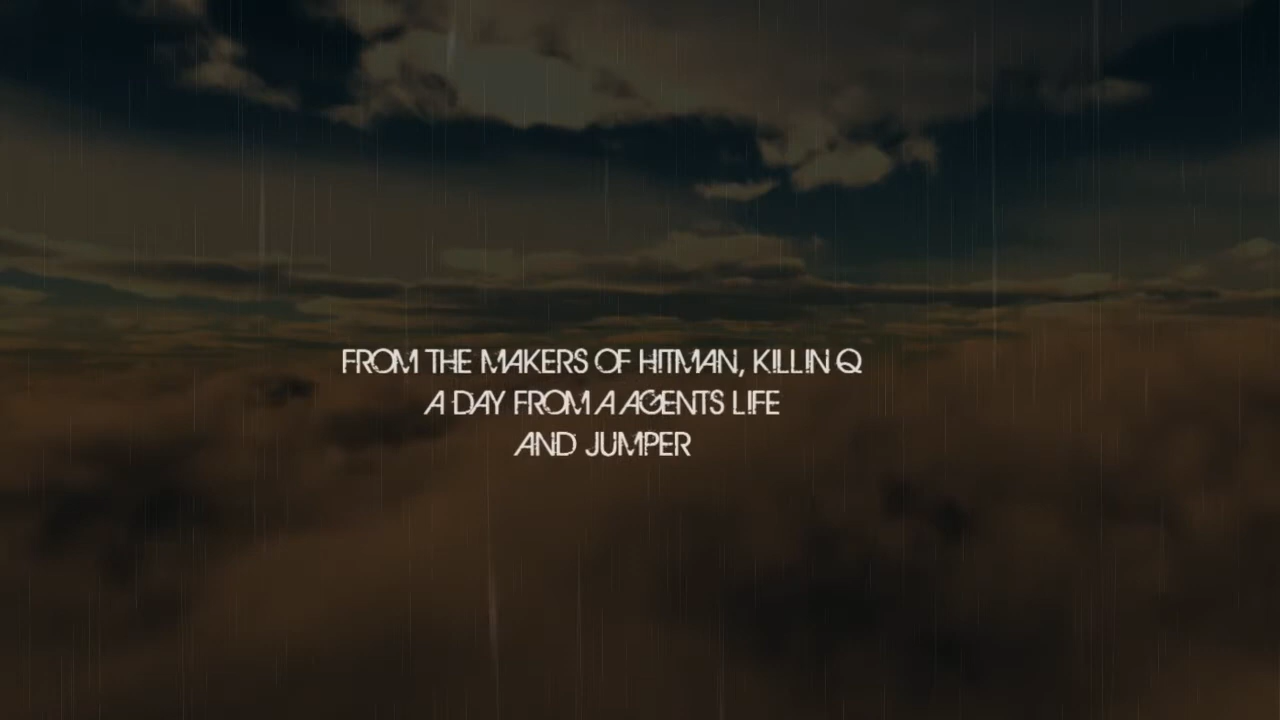 FROM THE MAKERS OF HITMAN, KILLIN Q
A DAY FROM A AGENTS LIFE
AND JUMPER